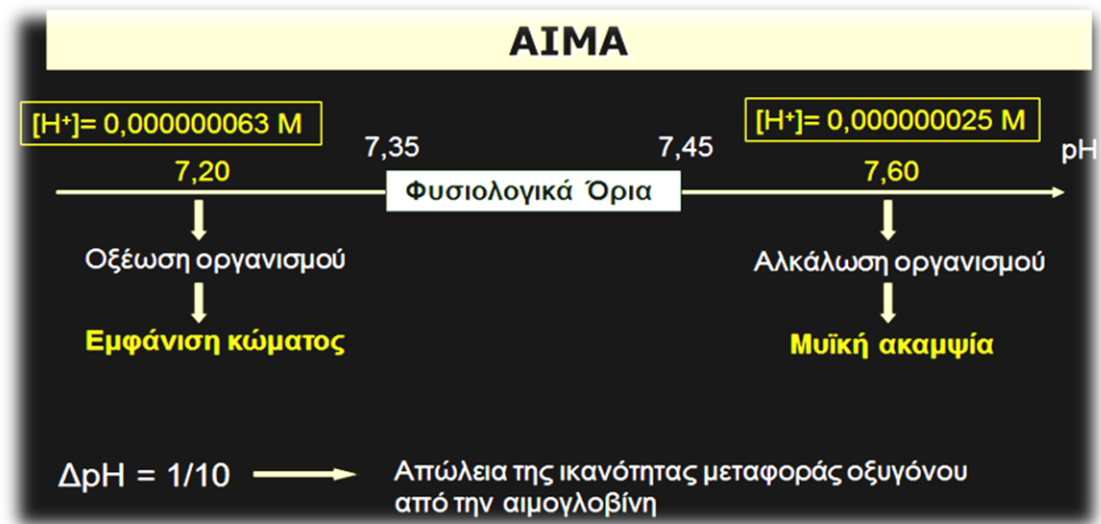 ΑΙΜΑ
[H⁺]= 0,000000063 M
[H⁺]= 0,000000025 M
7,35
7,45
pH
7,20
Φυσιολογικά Όρια
7,60
Οξέωση οργανισμού
Αλκάλωση οργανισμού
Εμφάνιση κώματος
Μυϊκή ακαμψία
ΔpH = 1/10
Απώλεια της ικανότητας μεταφοράς οξυγόνου
από την αιμογλοβίνη